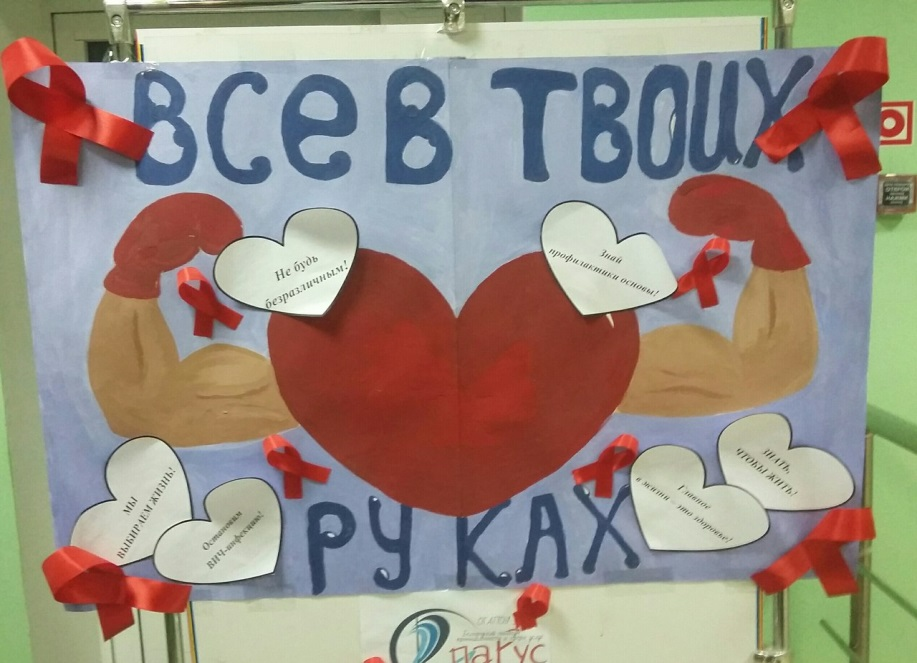 Все в твоих
Не будь
безразличным!
Знай
профилактики основы!
МЫ
ВЫБИРАЕМ ЖИЗНЬ!
Остановим
ВИЧ-инфекцию!
Главное
в жизни – это здоровье!
ЗНАТЬ,
ЧТОБЫ ЖИТЬ!
РУКАХ
Парус